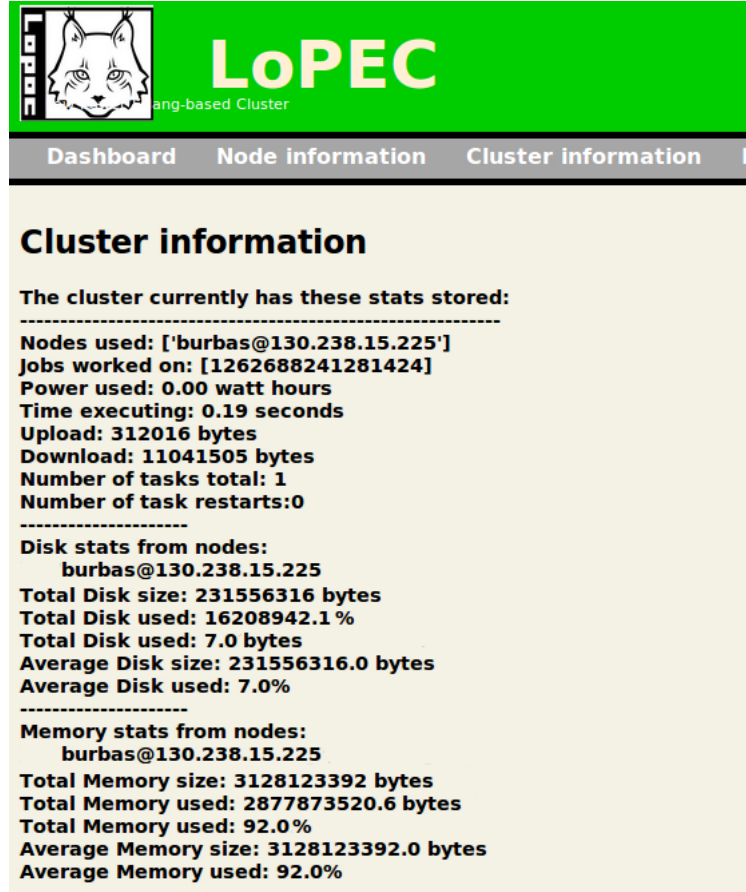 Lopec
LoPEC
ang-based Cluster
Dashboard Node information Cluster information
Cluster information
The cluster currently has these stats stored:
------------------------------------------------------------
Nodes used: ['burbas@130.238.15.225']
Jobs worked on: [1262688241281424]
Power used: 0.00 watt hours
Time executing: 0.19 seconds
Upload: 312016 bytes
Download: 11041505 bytes
Number of tasks total: 1
Number of task restarts:0
---------------------
Disk stats from nodes:
burbas@130.238.15.225
Total Disk size: 231556316 bytes
Total Disk used: 16208942.1 %
Total Disk used: 7.0 bytes
Average Disk size: 231556316.0 bytes
Average Disk used: 7.0%
---------------------
Memory stats from nodes:
burbas@130.238.15.225
Total Memory size: 3128123392 bytes
Total Memory used: 2877873520.6 bytes
Total Memory used: 92.0 %
Average Memory size: 3128123392.0 bytes
Average Memory used: 92.0%